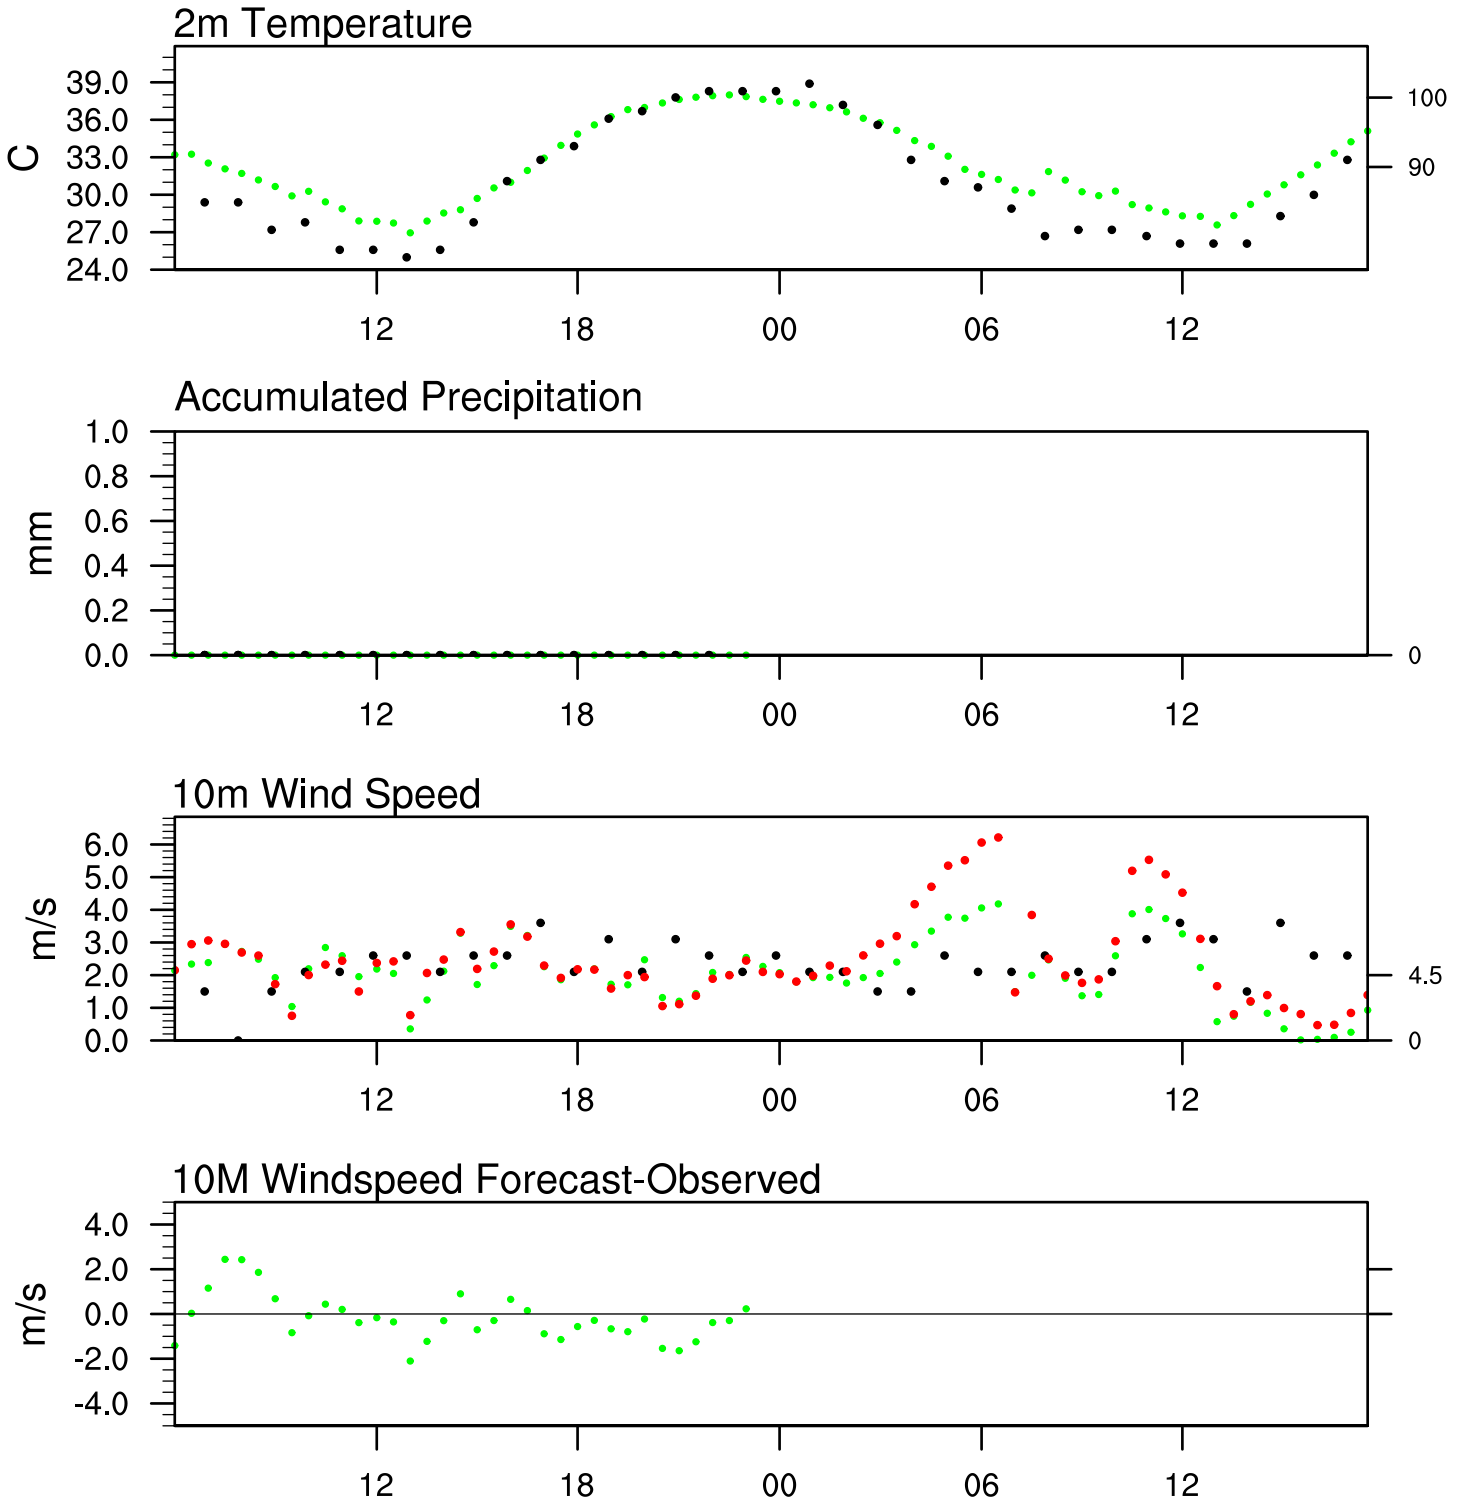 2m Temperature
39.0
36.0
33.0
30.0
27.0
24.0
C
100
90
12 18 00 06 12
Accumulated Precipitation
1.0
0.8
0.6
0.4
0.2
0.0
mm
0
12 18 00 06 12
10m Wind Speed
6.0
5.0
4.0
3.0
2.0
1.0
0.0
m/s
4.5
0
12 18 00 06 12
10M Windspeed Forecast-Observed
4.0
2.0
0.0
-2.0
-4.0
m/s
12 18 00 06 12